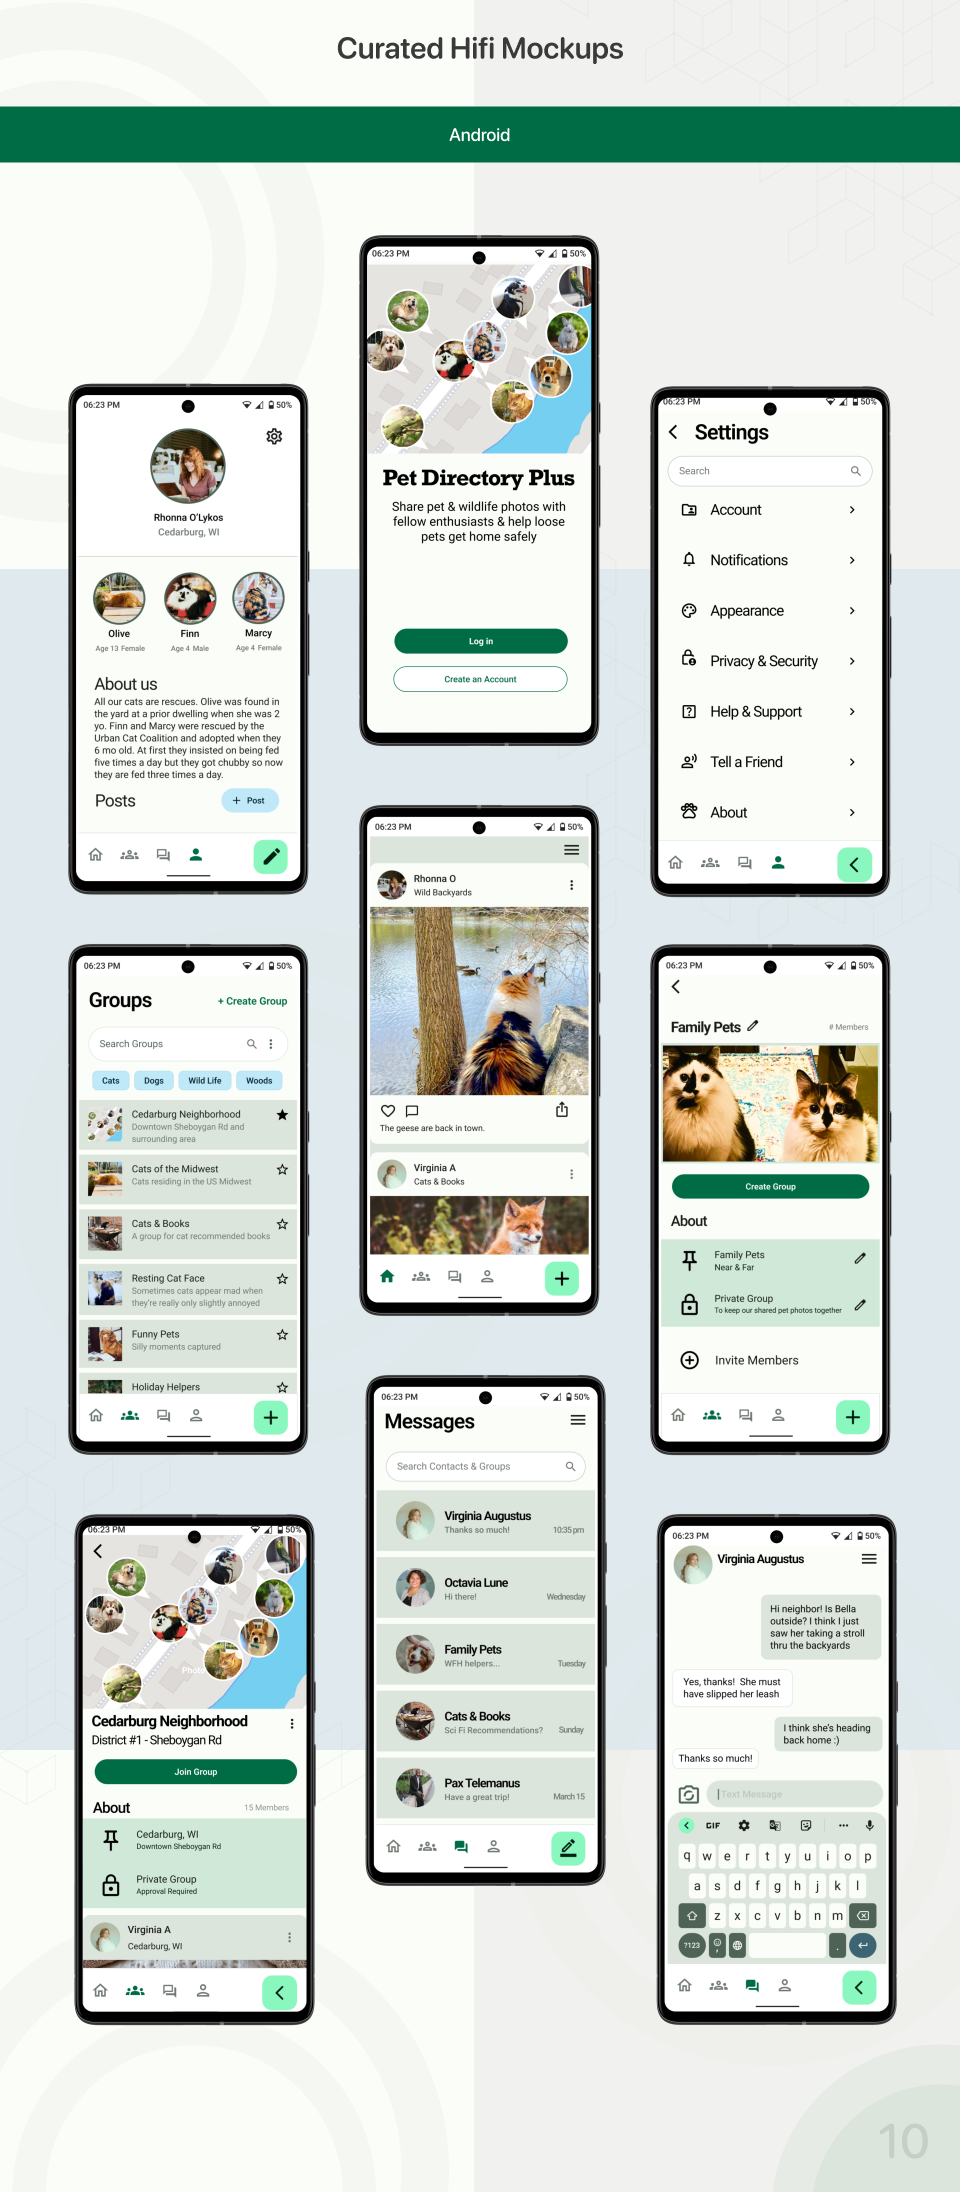 Curated Hifi Mockups
Android
06:23 PM
50%
Pet Directory Plus
Share pet & wildlife photos with
fellow enthusiasts & help loose
pets get home safely
Log in
Create an Account
06:23 PM
50%
Rhonna O'Lykos
Cedarburg, WI
Olive
Age 13 Female
Finn
Age 4 Male
Marcy
Age 4 Female
About us
All our cats are rescues. Olive was found in
the yard at a prior dwelling when she was 2
yo. Finn and Marcy were rescued by the
Urban Cat Coalition and adopted when they
6 mo old. At first they insisted on being fed
five times a day but they got chubby so now
they are fed three times a day.
Posts
+ Post
06:23 PM
50%
Settings
Search
Account
Notifications
Appearance
Privacy & Security
Help & Support
Tell a Friend
About
06:23 PM
50%
Rhonna O
Wild Backyards
The geese are back in town.
Virginia A
Cats & Books
06:23 PM
50%
Groups
+ Create Group
Search Groups
Cats
Dogs
Wild Life
Woods
Cedarburg Neighborhood
Downtown Sheboygan Rd and
surrounding area
Cats of the Midwest
Cats residing in the US Midwest
Cats & Books
A group for cat recommended books
Resting Cat Face
Sometimes cats appear mad when
they're really only slightly annoyed
Funny Pets
Silly moments captured
Holiday Helpers
06:23 PM
50%
Family Pets
# Members
Create Group
About
Family Pets
Near & Far
Private Group
To keep our shared pet photos together
Invite Members
06:23 PM
50%
Messages
Search Contacts & Groups
Virginia Augustus
Thanks so much!
10:35 pm
Octavia Lune
Hi there!
Wednesday
Family Pets
WFH helpers...
Tuesday
Cats & Books
Sci Fi Recommendations?
Sunday
Pax Telemanus
Have a great trip!
March 15
06:23 PM
50%
Photo
Cedarburg Neighborhood
District #1 - Sheboygan Rd
Join Group
About
15 Members
Cedarburg, WI
Downtown Sheboygan Rd
Private Group
Approval Required
Virginia A
Cedarburg, WI
06:23 PM
50%
Virginia Augustus
Hi neighbor! Is Bella
outside? I think I just
saw her taking a stroll
thru the backyards
Yes, thanks! She must
have slipped her leash
I think she's heading
back home :)
Thanks so much!
Text Message
GIF
q w e r t y u i o p
a s d f g h j k l
z x c v b n m
?123 , .
10